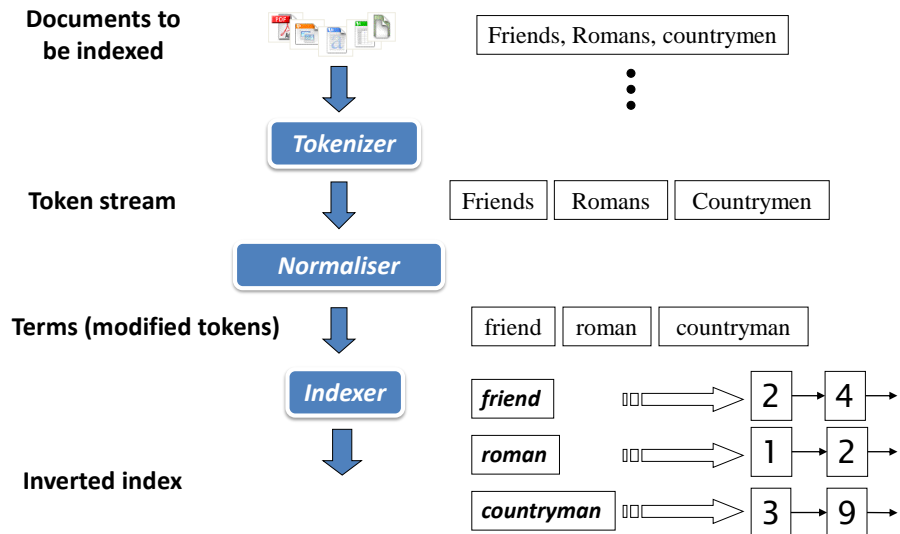 Documents to
be indexed
PDF
Friends, Romans, countrymen
Tokenizer
Token stream
Friends
Romans
Countrymen
Normaliser
Terms (modified tokens)
friend
roman
countryman
Indexer
friend
2
4
roman
1
2
Inverted index
countryman
3
9